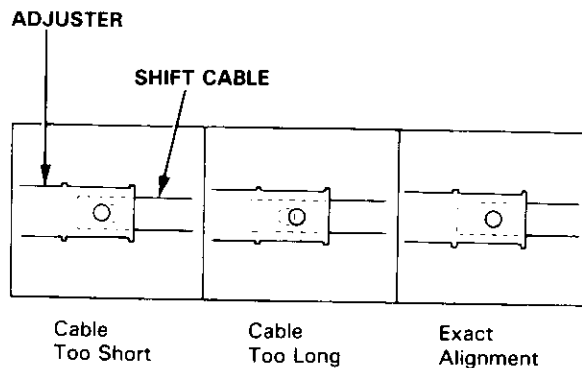 ADJUSTER
SHIFT CABLE
Cable
Too Short
Cable
Too Long
Exact
Alignment